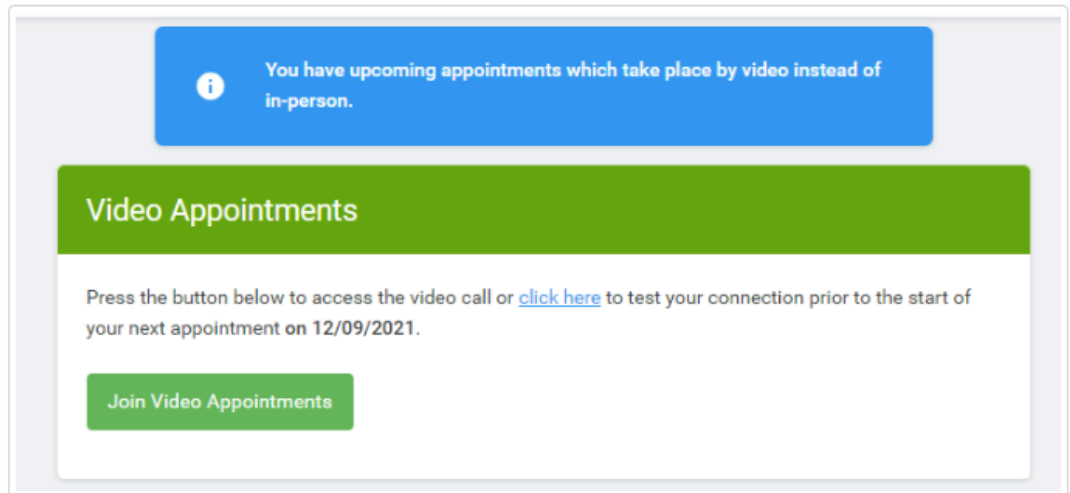 You have upcoming appointments which take place by video instead of
in-person.
Video Appointments
Press the button below to access the video call or click here to test your connection prior to the start of
your next appointment on 12/09/2021.
Join Video Appointments